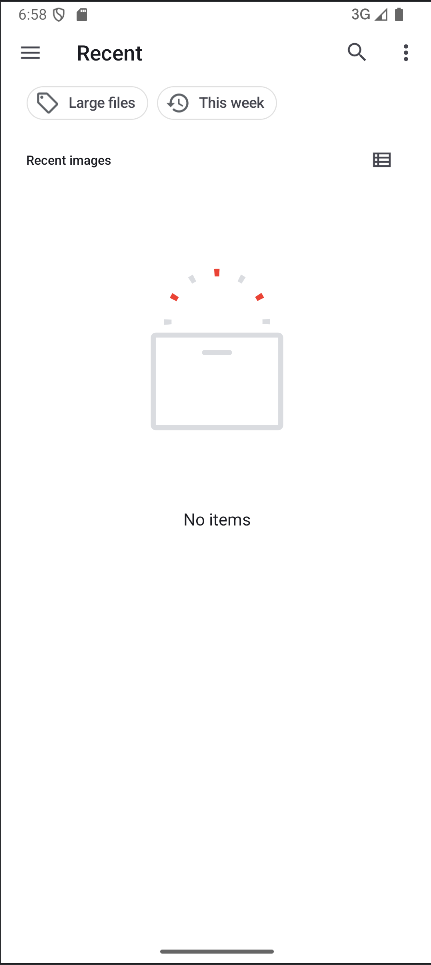 6:58 3G
Recent
Large files This week
Recent images
No items